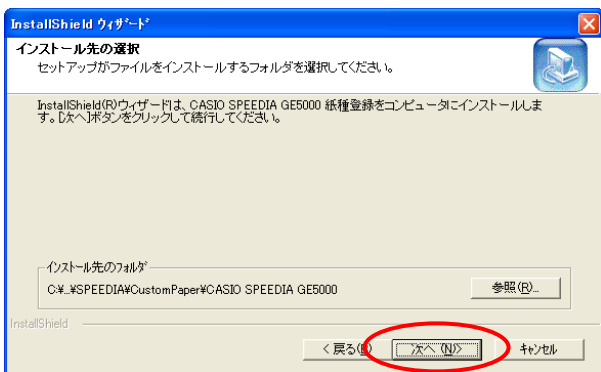 InstallShield ウィザード
インストール先の選択
セットアップがファイルをインストールするフォルダを選択してください。
InstallShield(R)ウィザードは、CASIO SPEEDIA GE5000 紙種登録をコンピュータにインストールしま
す。[次へ]ボタンをクリックして続行してください。
インストール先のフォルダ
C:¥...¥SPEEDIA¥CustomPaper¥CASIO SPEEDIA GE5000
参照(R)...
InstallShield
< 戻る(B)
次へ (N)>
キャンセル